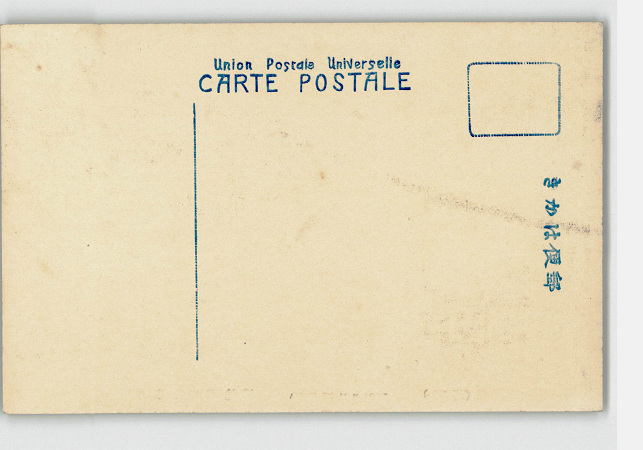 Union Postale Universelle
CARTE POSTALE
郵便はかき